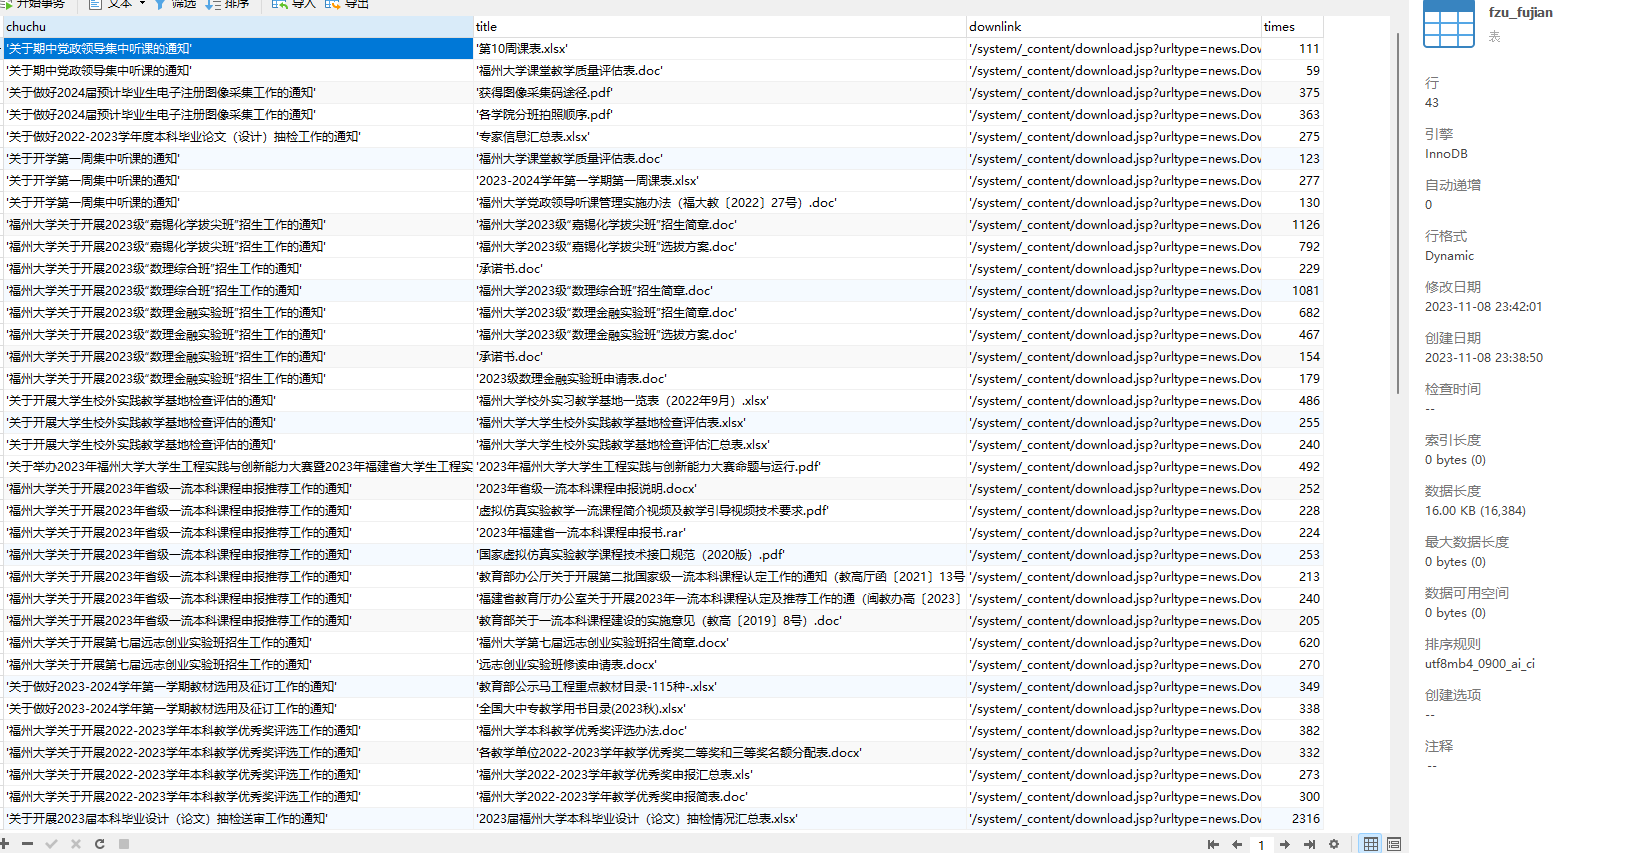 开始事务 文本 筛选 排序 导入 导出
chuchu title downlink times
'关于期中党政领导集中听课的通知' '第10周课表.xlsx' '/system/_content/download.jsp?urltype=news.Dow 111
'关于期中党政领导集中听课的通知' '福州大学课堂教学质量评估表.doc' '/system/_content/download.jsp?urltype=news.Dow 59
'关于做好2024届预计毕业生电子注册图像采集工作的通知' '获得图像采集码途径.pdf' '/system/_content/download.jsp?urltype=news.Dow 375
'关于做好2024届预计毕业生电子注册图像采集工作的通知' '各学院分班拍照顺序.pdf' '/system/_content/download.jsp?urltype=news.Dow 363
'关于做好2022-2023学年度本科毕业论文（设计）抽检工作的通知' '专家信息汇总表.xlsx' '/system/_content/download.jsp?urltype=news.Dow 275
'关于开学第一周集中听课的通知' '福州大学课堂教学质量评估表.doc' '/system/_content/download.jsp?urltype=news.Dow 123
'关于开学第一周集中听课的通知' '2023-2024学年第一学期第一周课表.xlsx' '/system/_content/download.jsp?urltype=news.Dow 277
'关于开学第一周集中听课的通知' '福州大学党政领导听课管理实施办法（福大教〔2022〕27号）.doc' '/system/_content/download.jsp?urltype=news.Dow 130
'福州大学关于开展2023级“嘉锡化学拔尖班”招生工作的通知' '福州大学2023级“嘉锡化学拔尖班”招生简章.doc' '/system/_content/download.jsp?urltype=news.Dow 1126
'福州大学关于开展2023级“嘉锡化学拔尖班”招生工作的通知' '福州大学2023级“嘉锡化学拔尖班”选拔方案.doc' '/system/_content/download.jsp?urltype=news.Dow 792
'福州大学关于开展2023级“数理综合班”招生工作的通知' '承诺书.doc' '/system/_content/download.jsp?urltype=news.Dow 229
'福州大学关于开展2023级“数理综合班”招生工作的通知' '福州大学2023级“数理综合班”招生简章.doc' '/system/_content/download.jsp?urltype=news.Dow 1081
'福州大学关于开展2023级“数理金融实验班”招生工作的通知' '福州大学2023级“数理金融实验班”招生简章.doc' '/system/_content/download.jsp?urltype=news.Dow 682
'福州大学关于开展2023级“数理金融实验班”招生工作的通知' '福州大学2023级“数理金融实验班”选拔方案.doc' '/system/_content/download.jsp?urltype=news.Dow 467
'福州大学关于开展2023级“数理金融实验班”招生工作的通知' '承诺书.doc' '/system/_content/download.jsp?urltype=news.Dow 154
'福州大学关于开展2023级“数理金融实验班”招生工作的通知' '2023级数理金融实验班申请表.doc' '/system/_content/download.jsp?urltype=news.Dow 179
'关于开展大学生校外实践教学基地检查评估的通知' '福州大学校外实习教学基地一览表（2022年9月）.xlsx' '/system/_content/download.jsp?urltype=news.Dow 486
'关于开展大学生校外实践教学基地检查评估的通知' '福州大学大学生校外实践教学基地检查评估表.xlsx' '/system/_content/download.jsp?urltype=news.Dow 255
'关于开展大学生校外实践教学基地检查评估的通知' '福州大学大学生校外实践教学基地检查评估汇总表.xlsx' '/system/_content/download.jsp?urltype=news.Dow 240
'关于举办2023年福州大学大学生工程实践与创新能力大赛暨2023年福建省大学生工程实 '2023年福州大学大学生工程实践与创新能力大赛命题与运行.pdf' '/system/_content/download.jsp?urltype=news.Dow 492
'福州大学关于开展2023年省级一流本科课程申报推荐工作的通知' '2023年省级一流本科课程申报说明.docx' '/system/_content/download.jsp?urltype=news.Dow 252
'福州大学关于开展2023年省级一流本科课程申报推荐工作的通知' '虚拟仿真实验教学一流课程简介视频及教学引导视频技术要求.pdf' '/system/_content/download.jsp?urltype=news.Dow 228
'福州大学关于开展2023年省级一流本科课程申报推荐工作的通知' '2023年福建省一流本科课程申报书.rar' '/system/_content/download.jsp?urltype=news.Dow 224
'福州大学关于开展2023年省级一流本科课程申报推荐工作的通知' '国家虚拟仿真实验教学课程技术接口规范（2020版）.pdf' '/system/_content/download.jsp?urltype=news.Dow 253
'福州大学关于开展2023年省级一流本科课程申报推荐工作的通知' '教育部办公厅关于开展第二批国家级一流本科课程认定工作的通知（教高厅函〔2021〕13号 '/system/_content/download.jsp?urltype=news.Dow 213
'福州大学关于开展2023年省级一流本科课程申报推荐工作的通知' '福建省教育厅办公室关于开展2023年一流本科课程认定及推荐工作的通（闽教办高〔2023〕 '/system/_content/download.jsp?urltype=news.Dow 240
'福州大学关于开展2023年省级一流本科课程申报推荐工作的通知' '教育部关于一流本科课程建设的实施意见（教高〔2019〕8号）.doc' '/system/_content/download.jsp?urltype=news.Dow 205
'福州大学关于开展第七届远志创业实验班招生工作的通知' '福州大学第七届远志创业实验班招生简章.docx' '/system/_content/download.jsp?urltype=news.Dow 620
'福州大学关于开展第七届远志创业实验班招生工作的通知' '远志创业实验班修读申请表.docx' '/system/_content/download.jsp?urltype=news.Dow 270
'关于做好2023-2024学年第一学期教材选用及征订工作的通知' '教育部公示马工程重点教材目录-115种-.xlsx' '/system/_content/download.jsp?urltype=news.Dow 349
'关于做好2023-2024学年第一学期教材选用及征订工作的通知' '全国大中专教学用书目录(2023秋).xlsx' '/system/_content/download.jsp?urltype=news.Dow 338
'福州大学关于开展2022-2023学年本科教学优秀奖评选工作的通知' '福州大学本科教学优秀奖评选办法.doc' '/system/_content/download.jsp?urltype=news.Dow 382
'福州大学关于开展2022-2023学年本科教学优秀奖评选工作的通知' '各教学单位2022-2023学年教学优秀奖二等奖和三等奖名额分配表.docx' '/system/_content/download.jsp?urltype=news.Dow 332
'福州大学关于开展2022-2023学年本科教学优秀奖评选工作的通知' '福州大学2022-2023学年教学优秀奖申报汇总表.xls' '/system/_content/download.jsp?urltype=news.Dow 273
'福州大学关于开展2022-2023学年本科教学优秀奖评选工作的通知' '福州大学2022-2023学年教学优秀奖申报简表.doc' '/system/_content/download.jsp?urltype=news.Dow 300
'关于开展2023届本科毕业设计（论文）抽检送审工作的通知' '2023届福州大学本科毕业设计（论文）抽检情况汇总表.xlsx' '/system/_content/download.jsp?urltype=news.Dow 2316
1
fzu_fujian
表
行
43
引擎
InnoDB
自动递增
0
行格式
Dynamic
修改日期
2023-11-08 23:42:01
创建日期
2023-11-08 23:38:50
检查时间
--
索引长度
0 bytes (0)
数据长度
16.00 KB (16,384)
最大数据长度
0 bytes (0)
数据可用空间
0 bytes (0)
排序规则
utf8mb4_0900_ai_ci
创建选项
--
注释
--